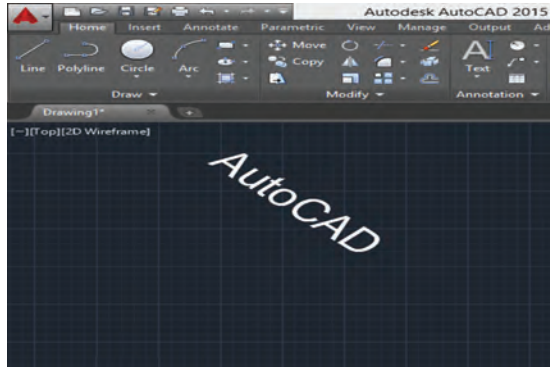 Autodesk AutoCAD 2015
Home Insert Annotate Parametric View Manage Output Ad
Move
Copy
Line Polyline Circle Arc Text
Draw Modify Annotation
Drawing1*
[−][Top][2D Wireframe]
AutoCAD